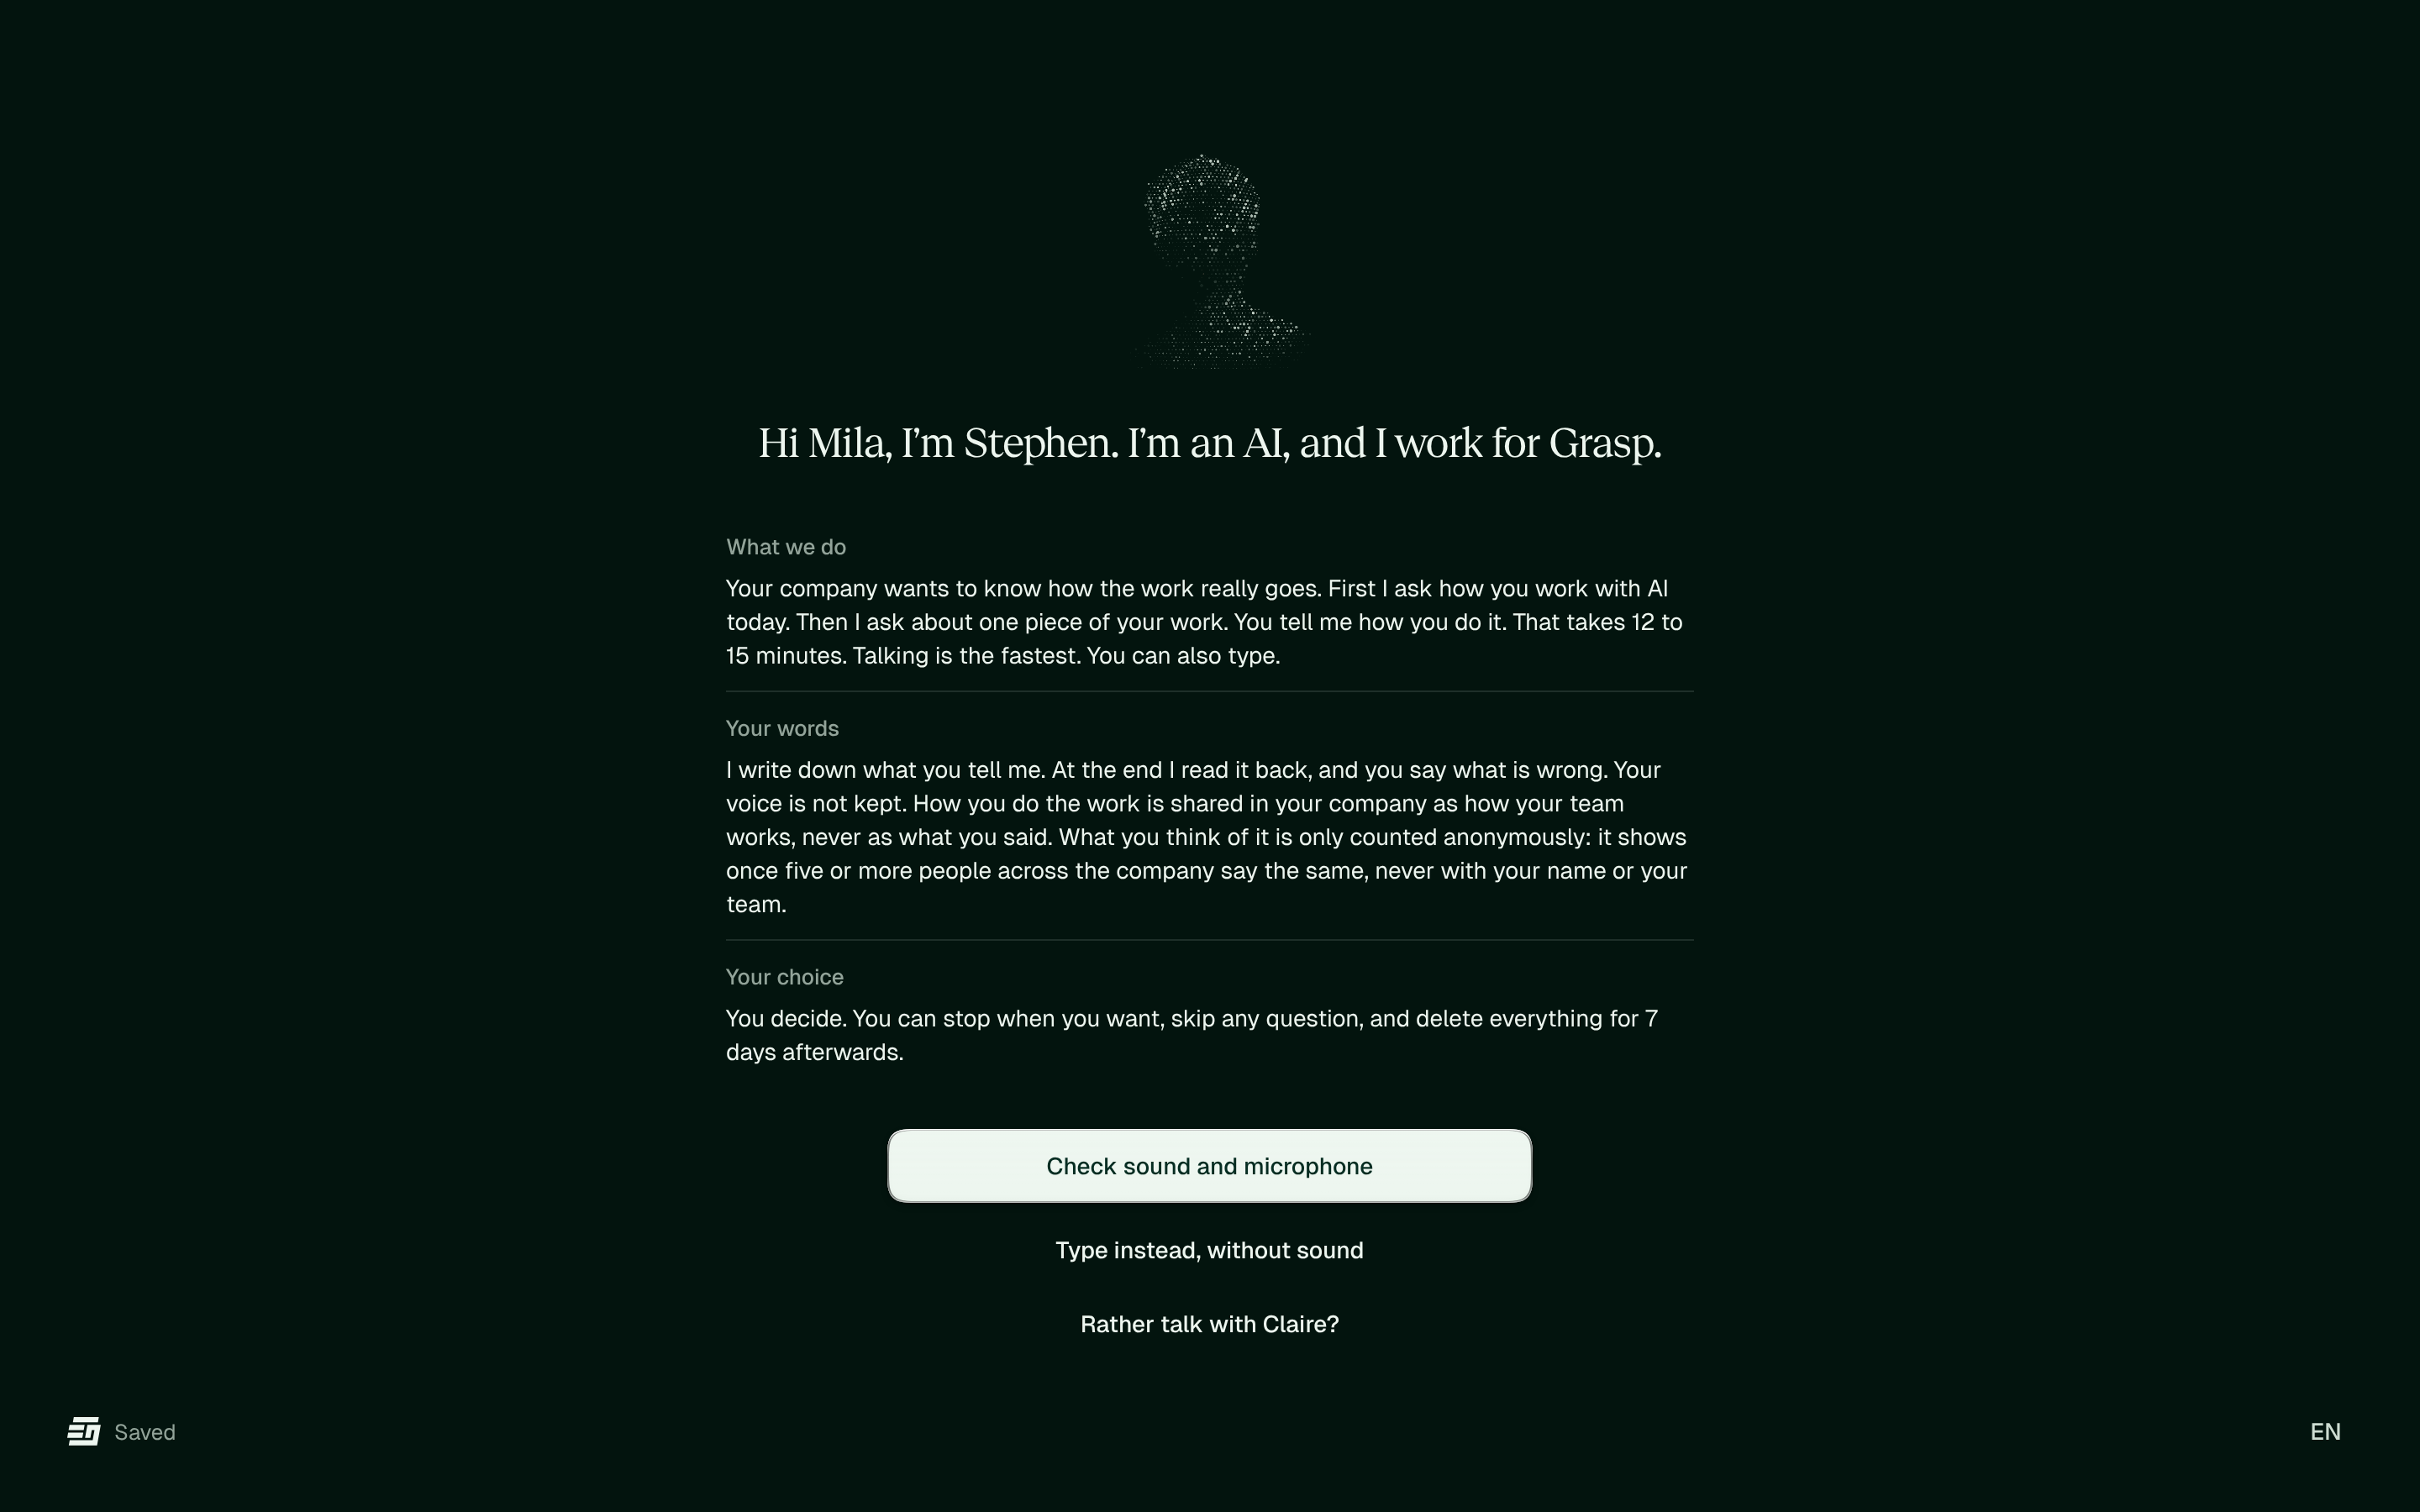 Hi Mila, I’m Stephen. I’m an AI, and I work for Grasp.
What we do
Your company wants to know how the work really goes. First I ask how you work with AI
today. Then I ask about one piece of your work. You tell me how you do it. That takes 12 to
15 minutes. Talking is the fastest. You can also type.
Your words
I write down what you tell me. At the end I read it back, and you say what is wrong. Your
voice is not kept. How you do the work is shared in your company as how your team
works, never as what you said. What you think of it is only counted anonymously: it shows
once five or more people across the company say the same, never with your name or your
team.
Your choice
You decide. You can stop when you want, skip any question, and delete everything for 7
days afterwards.
Check sound and microphone
Type instead, without sound
Rather talk with Claire?
Saved
EN